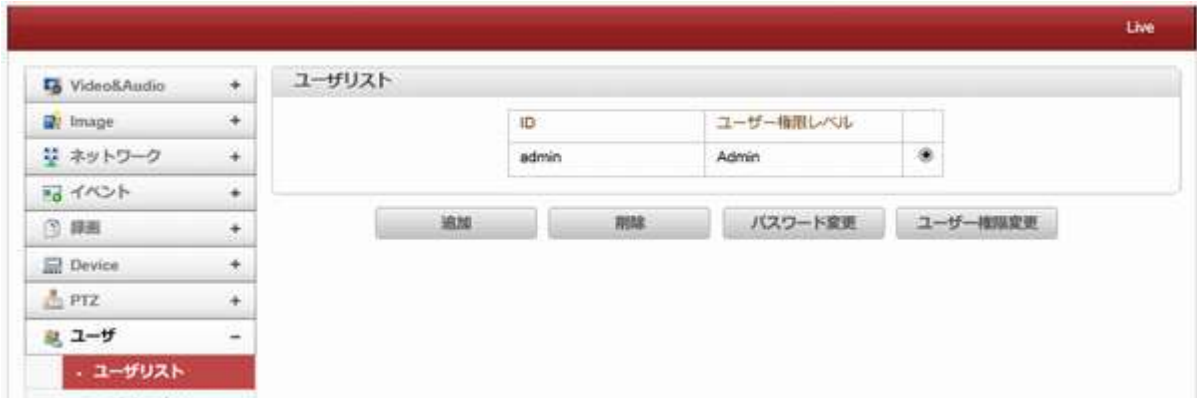 Live
Video&Audio +
Image +
ネットワーク +
イベント +
録画 +
Device +
PTZ +
ユーザ -
・ ユーザリスト
ユーザリスト
ID ユーザー権限レベル
admin Admin
追加 削除 パスワード変更 ユーザー権限変更